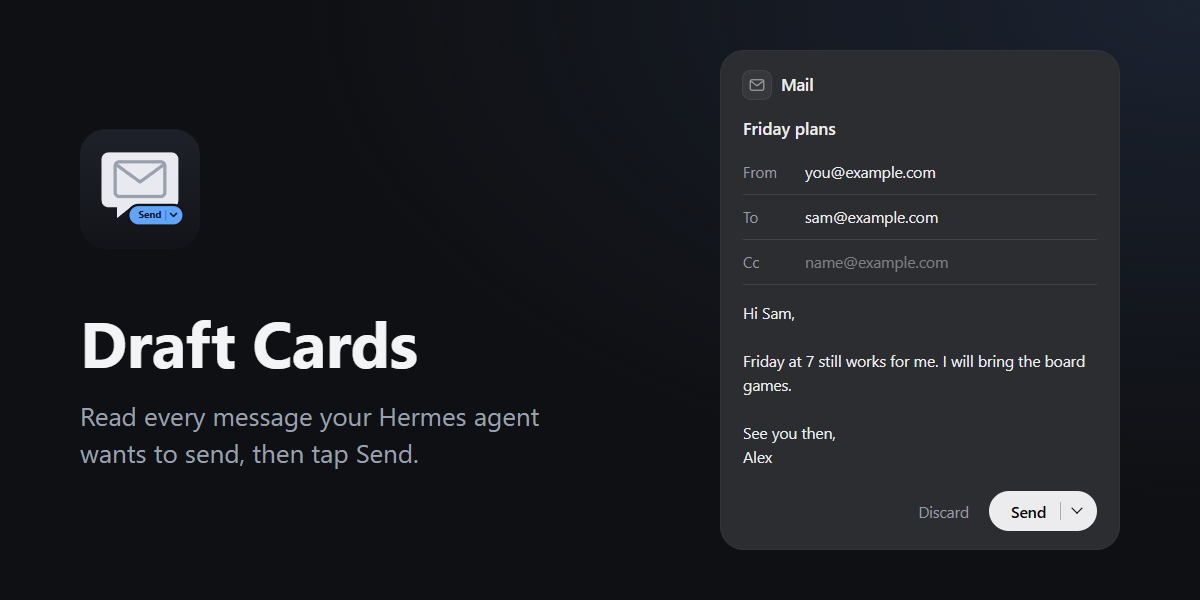 Send
Draft Cards
Read every message your Hermes agent
wants to send, then tap Send.
Mail
Friday plans
From you@example.com
To sam@example.com
Cc name@example.com
Hi Sam,
Friday at 7 still works for me. I will bring the board
games.
See you then,
Alex
Discard Send